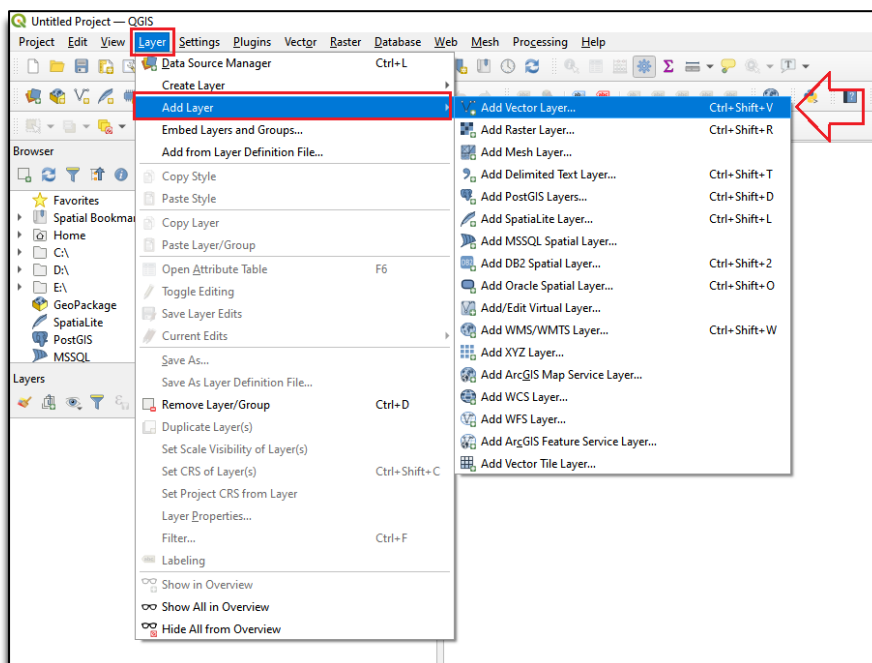 Untitled Project — QGIS
Project Edit View Layer Settings Plugins Vector Raster Database Web Mesh Processing Help
Data Source Manager Ctrl+L
Create Layer
Add Layer
Embed Layers and Groups...
Add from Layer Definition File...
Copy Style
Paste Style
Copy Layer
Paste Layer/Group
Open Attribute Table F6
Toggle Editing
Save Layer Edits
Current Edits
Save As...
Save As Layer Definition File...
Remove Layer/Group Ctrl+D
Duplicate Layer(s)
Set Scale Visibility of Layer(s)
Set CRS of Layer(s) Ctrl+Shift+C
Set Project CRS from Layer
Layer Properties...
Filter... Ctrl+F
Labeling
Show in Overview
Show All in Overview
Hide All from Overview
Add Vector Layer... Ctrl+Shift+V
Add Raster Layer... Ctrl+Shift+R
Add Mesh Layer...
Add Delimited Text Layer... Ctrl+Shift+T
Add PostGIS Layers... Ctrl+Shift+D
Add SpatiaLite Layer... Ctrl+Shift+L
Add MSSQL Spatial Layer...
Add DB2 Spatial Layer... Ctrl+Shift+2
Add Oracle Spatial Layer... Ctrl+Shift+O
Add/Edit Virtual Layer...
Add WMS/WMTS Layer... Ctrl+Shift+W
Add XYZ Layer...
Add ArcGIS Map Service Layer...
Add WCS Layer...
Add WFS Layer...
Add ArcGIS Feature Service Layer...
Add Vector Tile Layer...
Browser
Favorites
Spatial Bookma
Home
C:\
D:\
E:\
GeoPackage
SpatiaLite
PostGIS
MSSQL
Layers